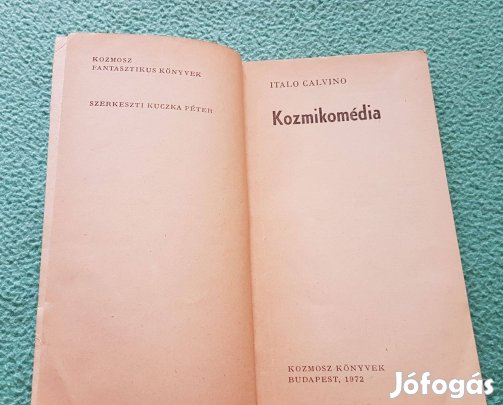 KOZMOSZ
FANTASZTIKUS KÖNYVEK
SZERKESZTI KUCZKA PÉTER
ITALO CALVINO
Kozmikomédia
KOZMOSZ KÖNYVEK
BUDAPEST, 1972
Jófogás